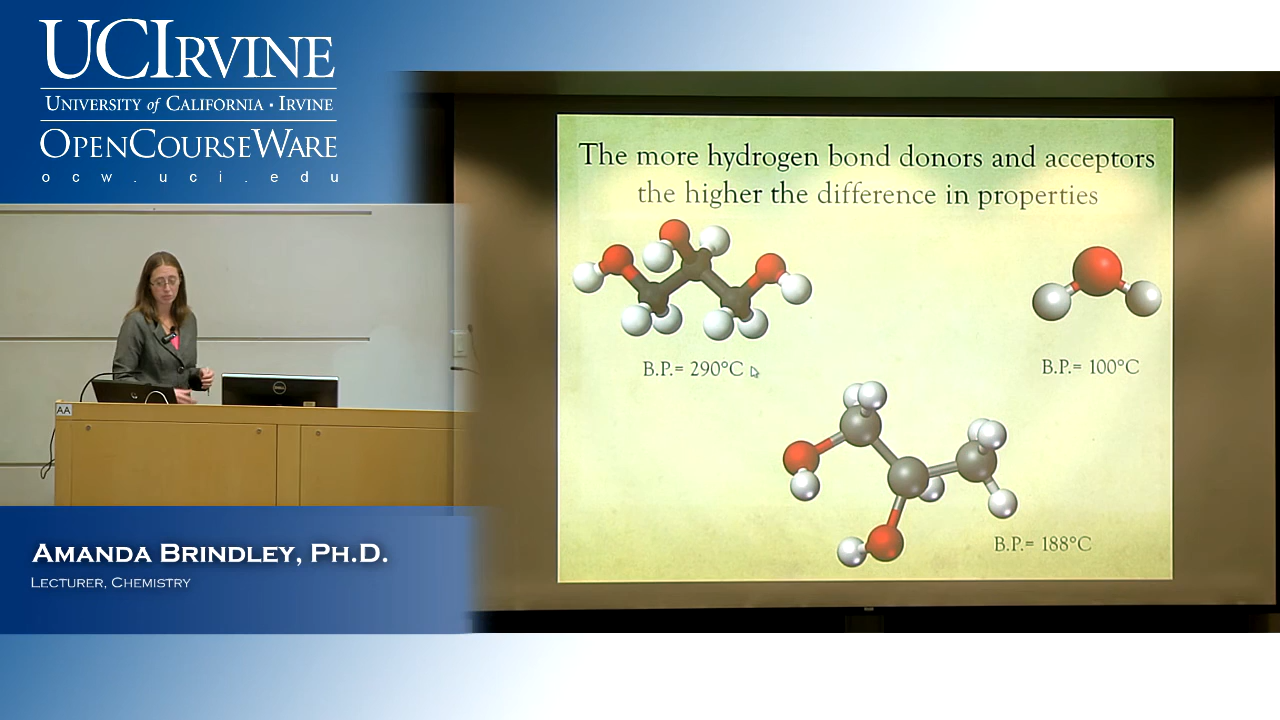 UCIRVINE
UNIVERSITY of CALIFORNIA • IRVINE
OPENCOURSEWARE
ocw.uci.edu
The more hydrogen bond donors and acceptors
the higher the difference in properties
B.P.= 290°C
B.P.= 100°C
B.P.= 188°C
AA
DELL
AMANDA BRINDLEY, PH.D.
LECTURER, CHEMISTRY